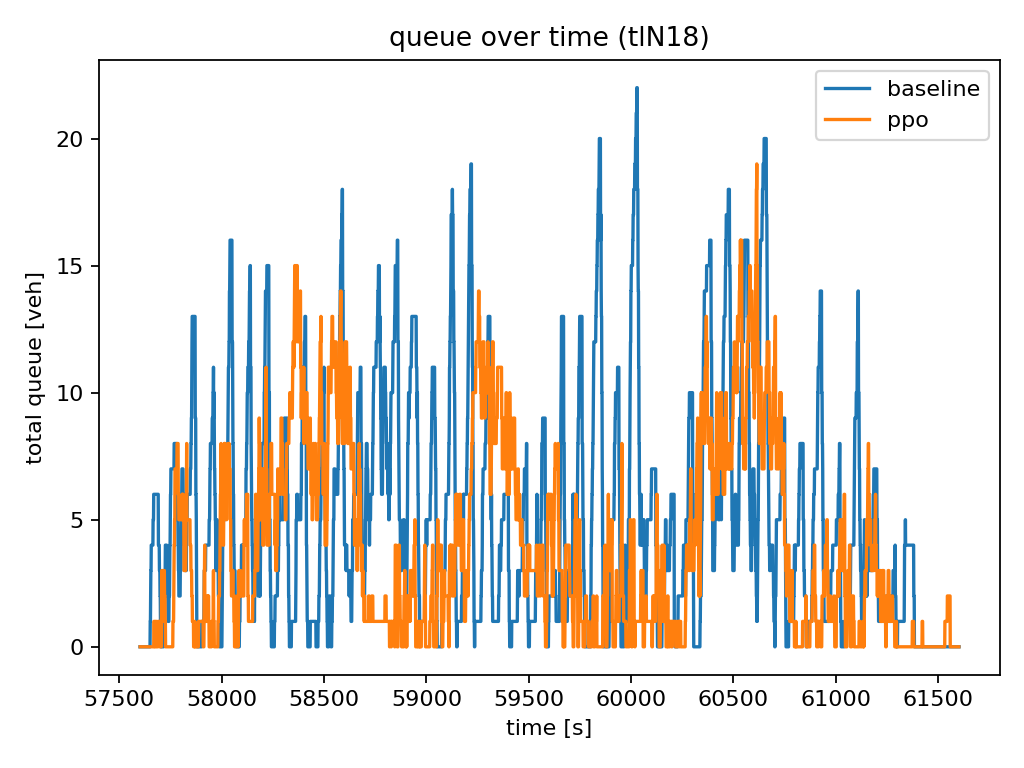 queue over time (tlN18)
baseline
ppo
total queue [veh]
20
15
10
5
0
57500 58000 58500 59000 59500 60000 60500 61000 61500
time [s]